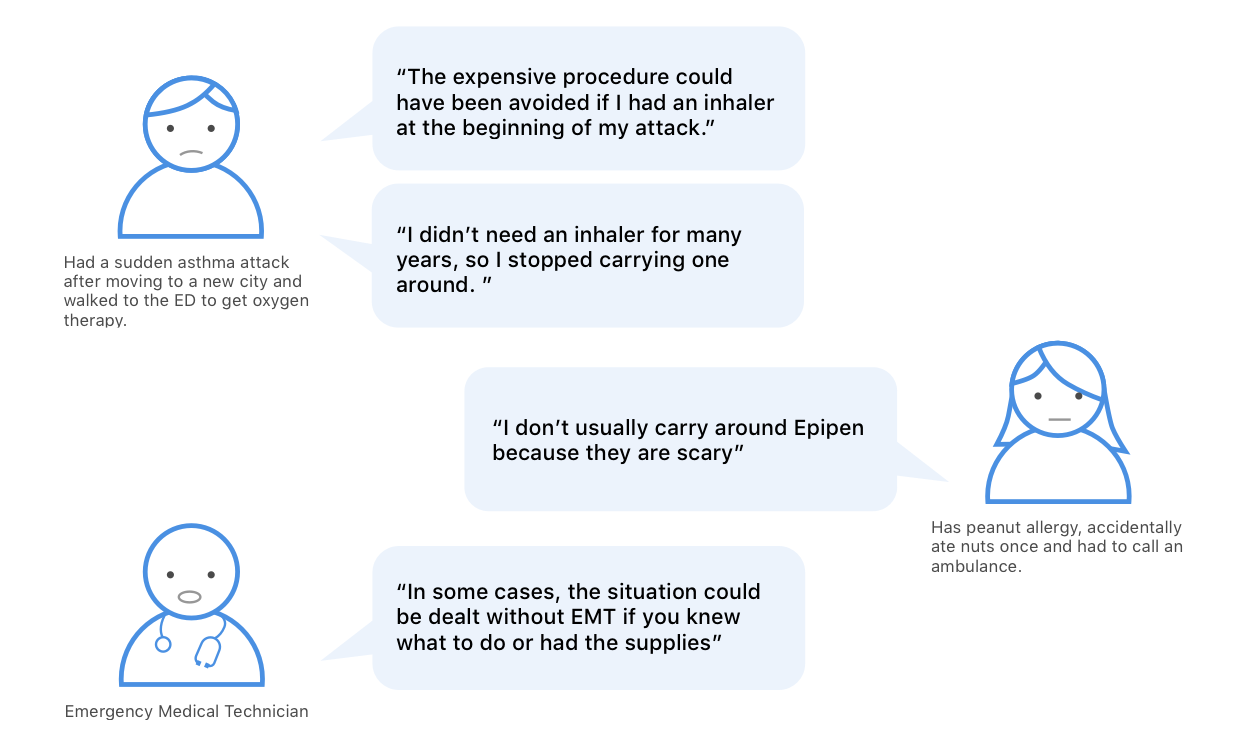 “The expensive procedure could
have been avoided if I had an inhaler
at the beginning of my attack.”
“I didn’t need an inhaler for many
years, so I stopped carrying one
around. ”
Had a sudden asthma attack
after moving to a new city and
walked to the ED to get oxygen
therapy.
“I don’t usually carry around Epipen
because they are scary”
Has peanut allergy, accidentally
ate nuts once and had to call an
ambulance.
“In some cases, the situation could
be dealt without EMT if you knew
what to do or had the supplies”
Emergency Medical Technician